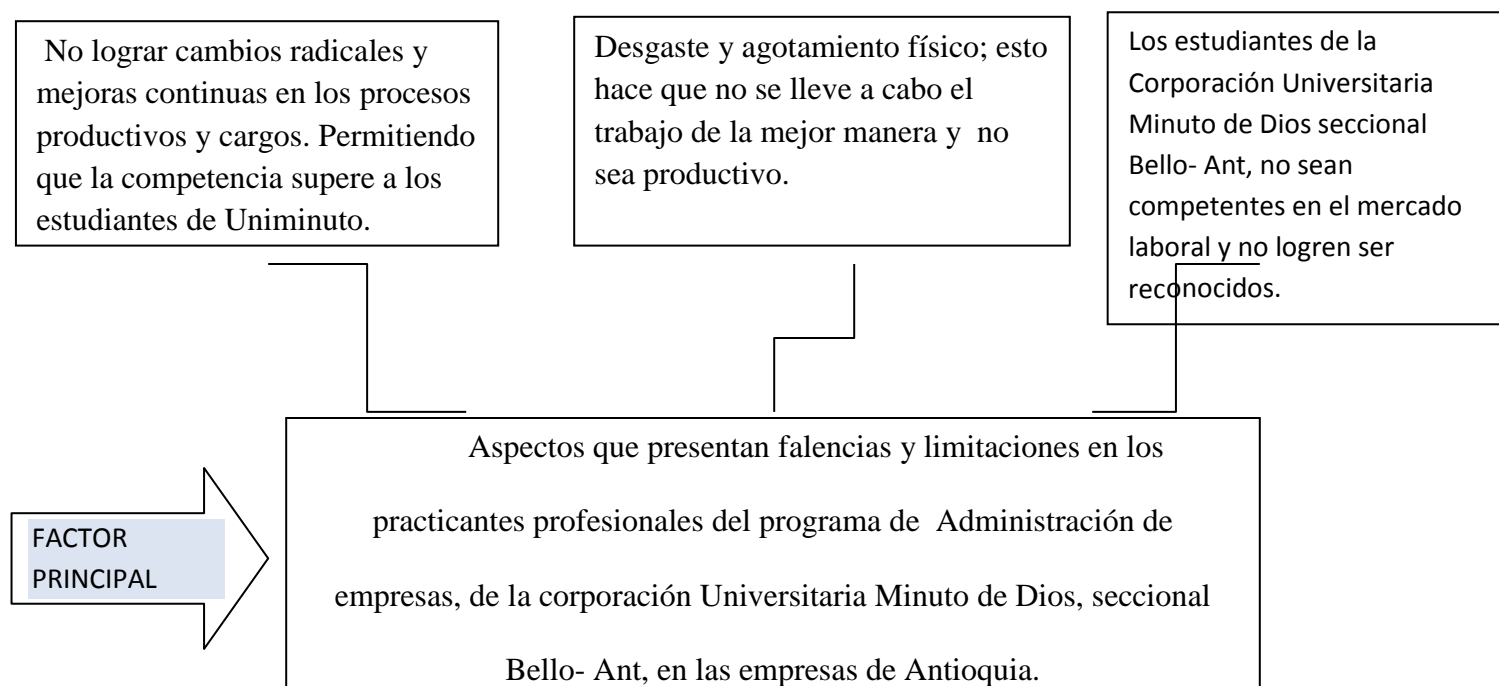 No lograr cambios radicales y
mejoras continuas en los procesos
productivos y cargos. Permitiendo
que la competencia supere a los
estudiantes de Uniminuto.
Desgaste y agotamiento físico; esto
hace que no se lleve a cabo el
trabajo de la mejor manera y no
sea productivo.
Los estudiantes de la
Corporación Universitaria
Minuto de Dios seccional
Bello- Ant, no sean
competentes en el mercado
laboral y no logren ser
reconocidos.
FACTOR
PRINCIPAL
Aspectos que presentan falencias y limitaciones en los
practicantes profesionales del programa de Administración de
empresas, de la corporación Universitaria Minuto de Dios, seccional
Bello- Ant, en las empresas de Antioquia.